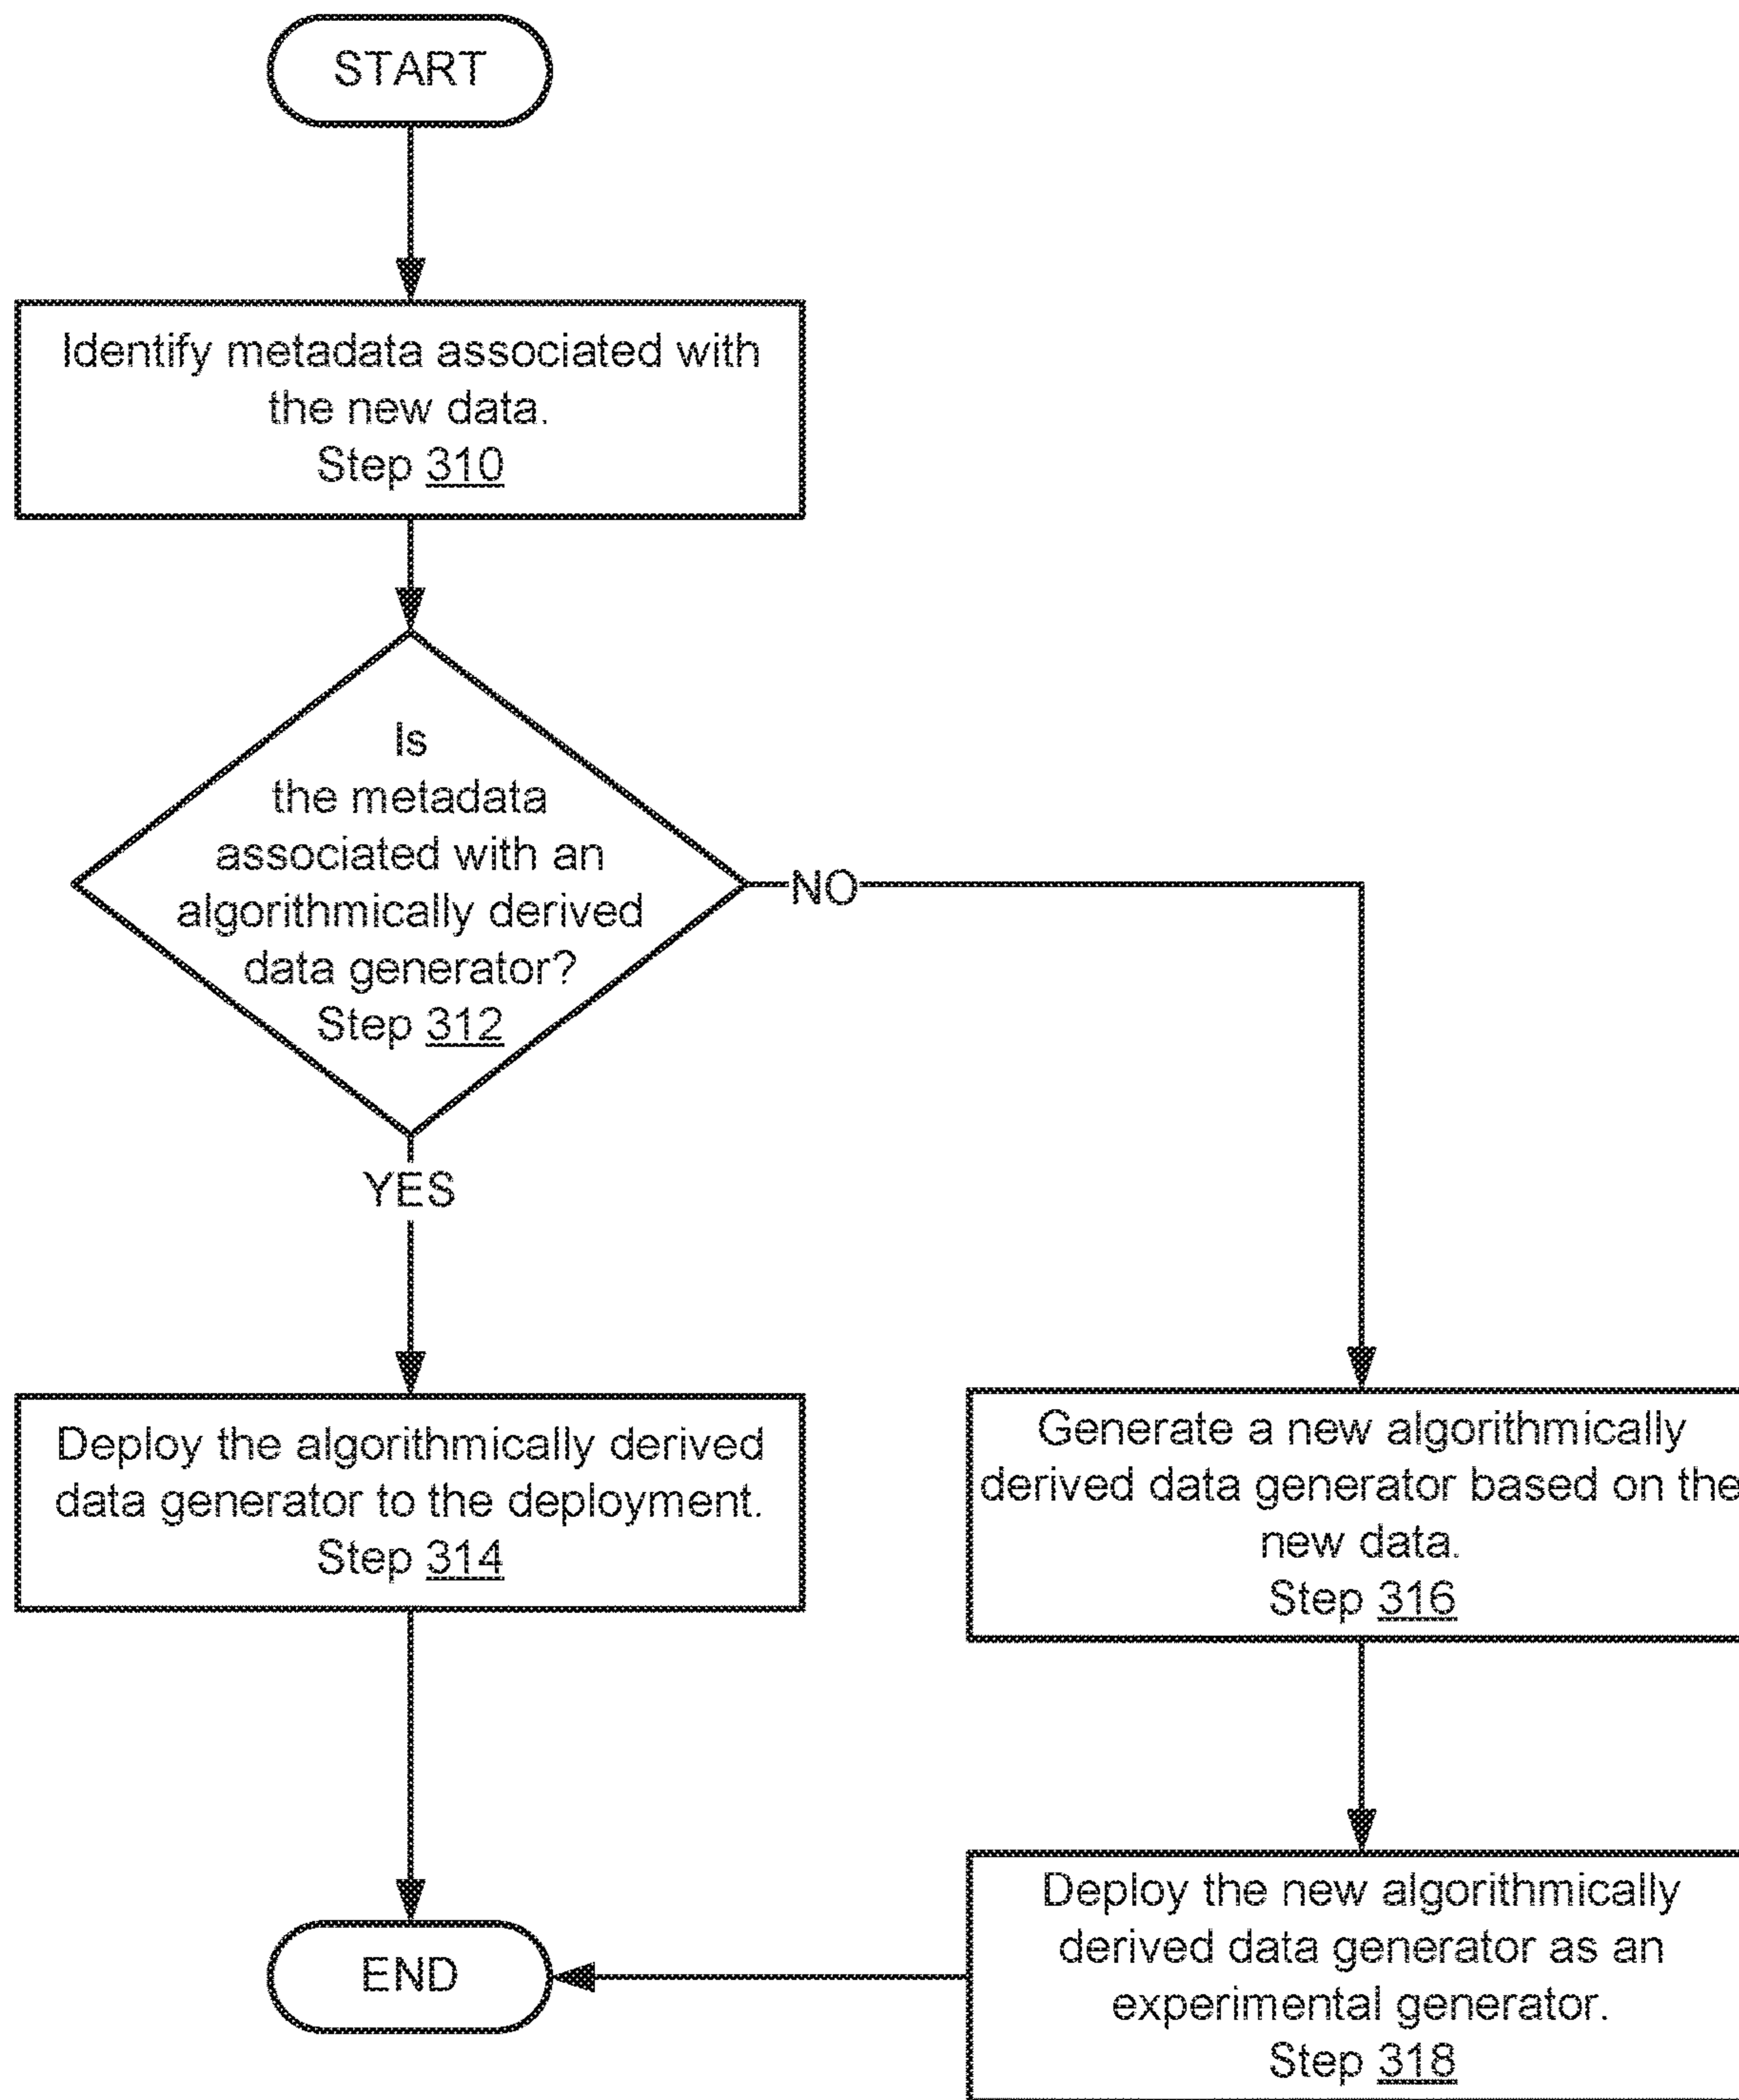 START
Identify metadata associated with
the new data.
Step 310
Is
the metadata
associated with an
algorithmically derived
data generator?
Step 312
NO
YES
Deploy the algorithmically derived
data generator to the deployment.
Step 314
Generate a new algorithmically
derived data generator based on the
new data.
Step 316
Deploy the new algorithmically
derived data generator as an
experimental generator.
Step 318
END